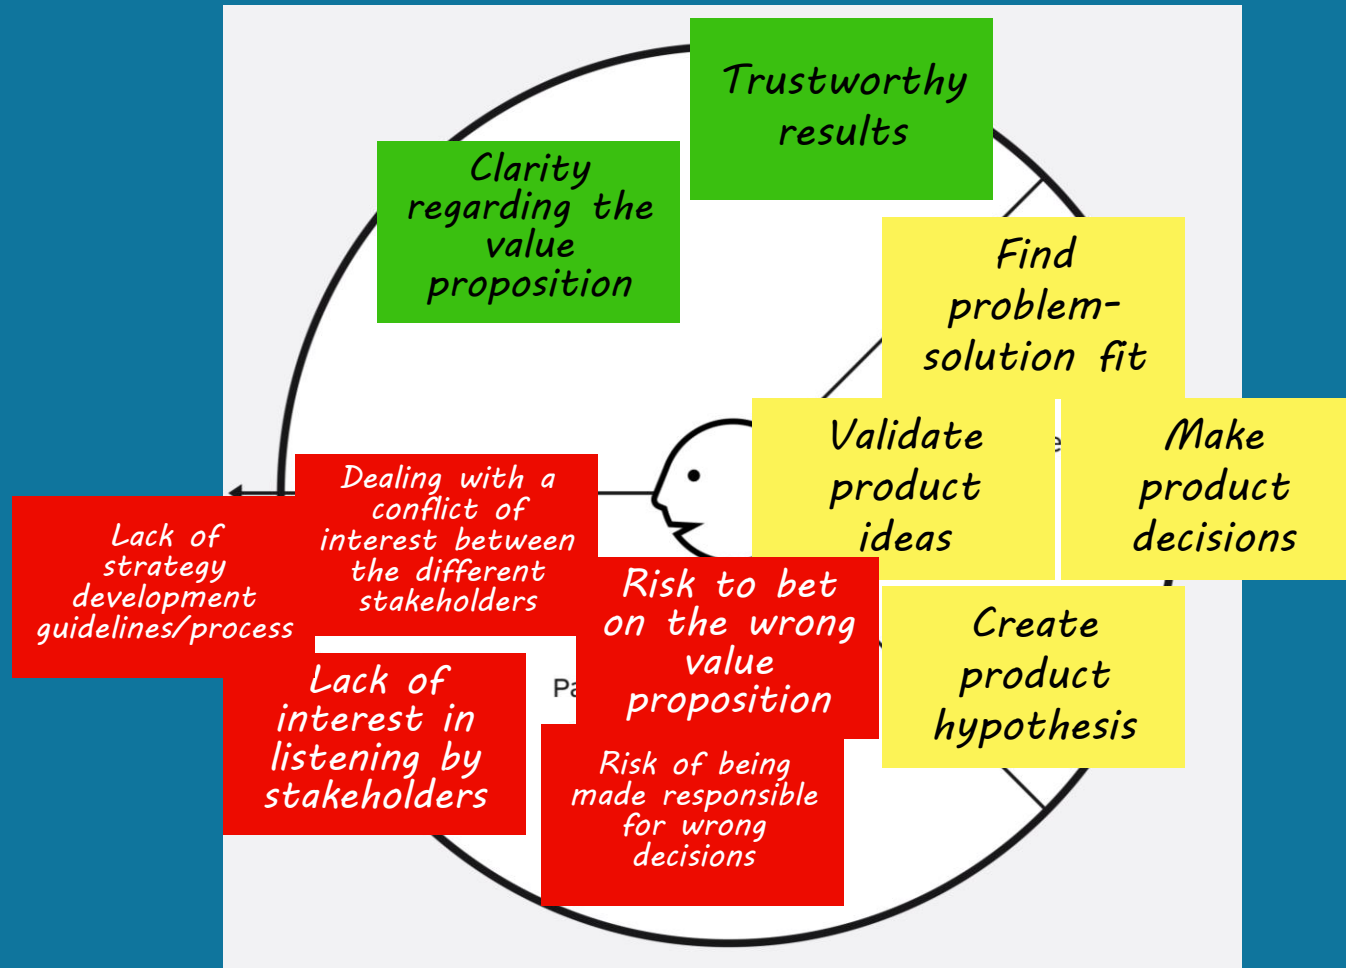 Trustworthy
results
Clarity
regarding the
value
proposition
Find
problem-
solution fit
Validate
product
ideas
Make
product
decisions
Dealing with a
conflict of
interest between
the different
stakeholders
Lack of
strategy
development
guidelines/process
Risk to bet
on the wrong
value
proposition
Create
product
hypothesis
Lack of
interest in
listening by
stakeholders
Risk of being
made responsible
for wrong
decisions